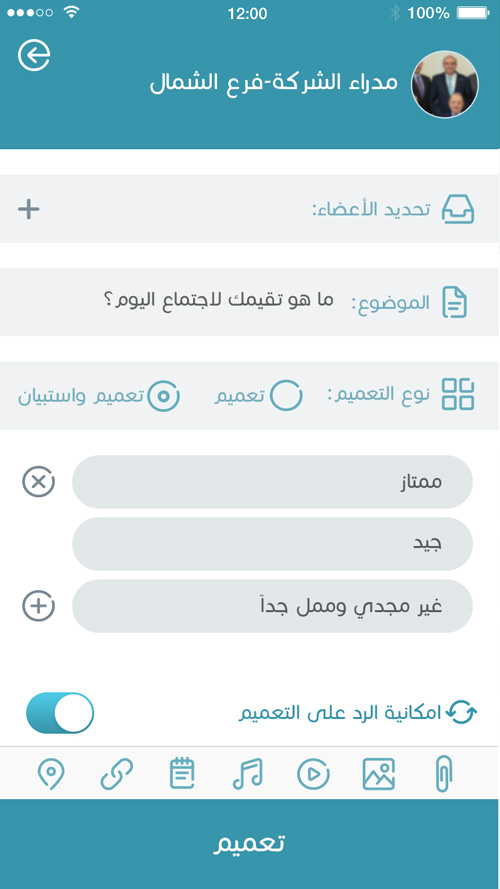 12:00
100%
مدراء الشركة-فرع الشمال
تحديد الأعضاء:
الموضوع: ما هو تقيمك لاجتماع اليوم؟
نوع التعميم: تعميم تعميم واستبيان
ممتاز
جيد
غير مجدي وممل جداً
امكانية الرد على التعميم
تعميم